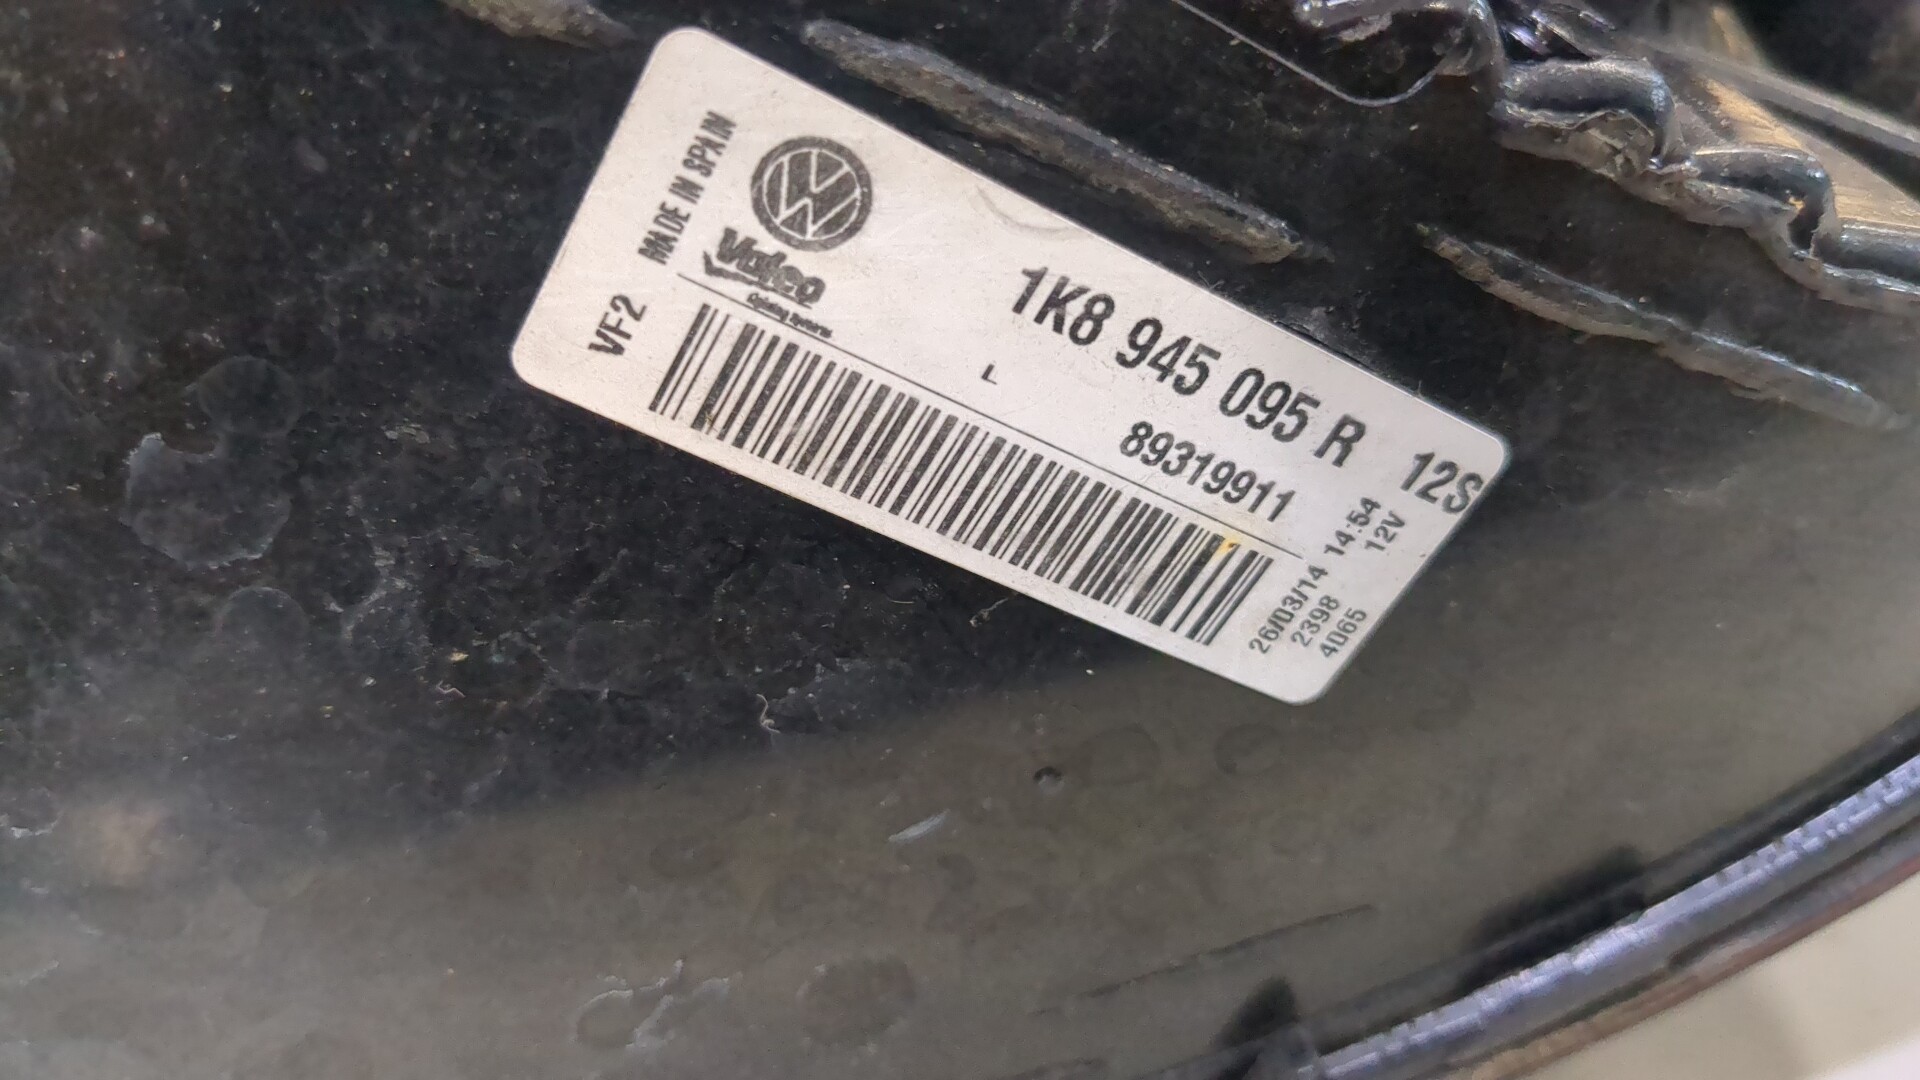 MADE IN SPAIN
VF2
Valeo
1K8 945 095 R
L
89319911
12S
26/03/14 14:54
2398 12V
4065